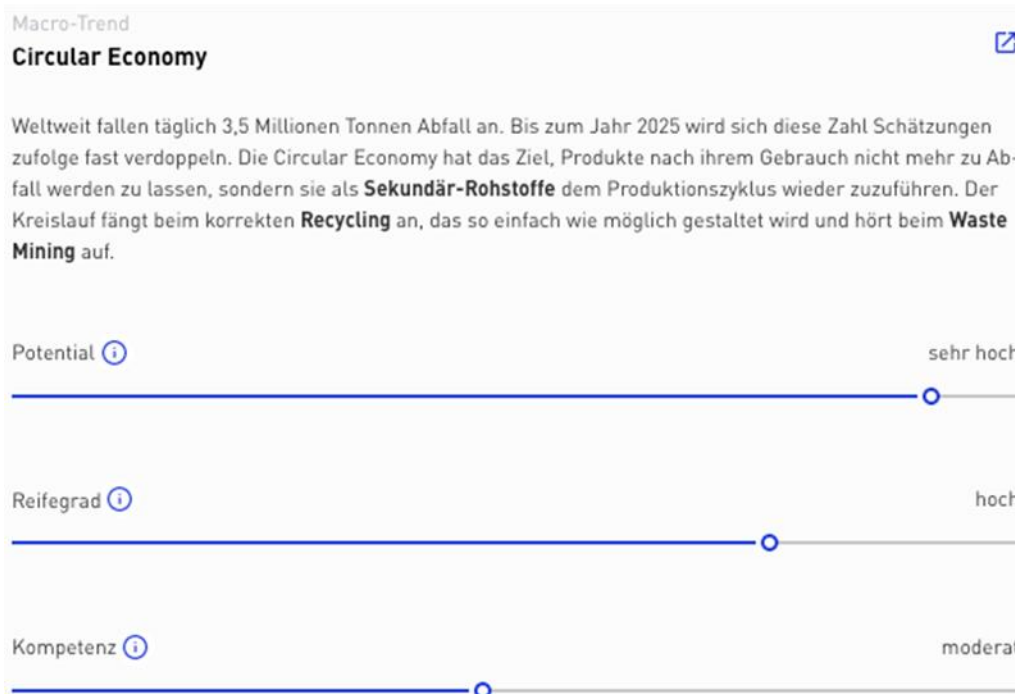 Macro-Trend
Circular Economy
Weltweit fallen täglich 3,5 Millionen Tonnen Abfall an. Bis zum Jahr 2025 wird sich diese Zahl Schätzungen
zufolge fast verdoppeln. Die Circular Economy hat das Ziel, Produkte nach ihrem Gebrauch nicht mehr zu Ab-
fall werden zu lassen, sondern sie als Sekundär-Rohstoffe dem Produktionszyklus wieder zuzuführen. Der
Kreislauf fängt beim korrekten Recycling an, das so einfach wie möglich gestaltet wird und hört beim Waste
Mining auf.
Potential sehr hoch
Reifegrad hoch
Kompetenz moderat